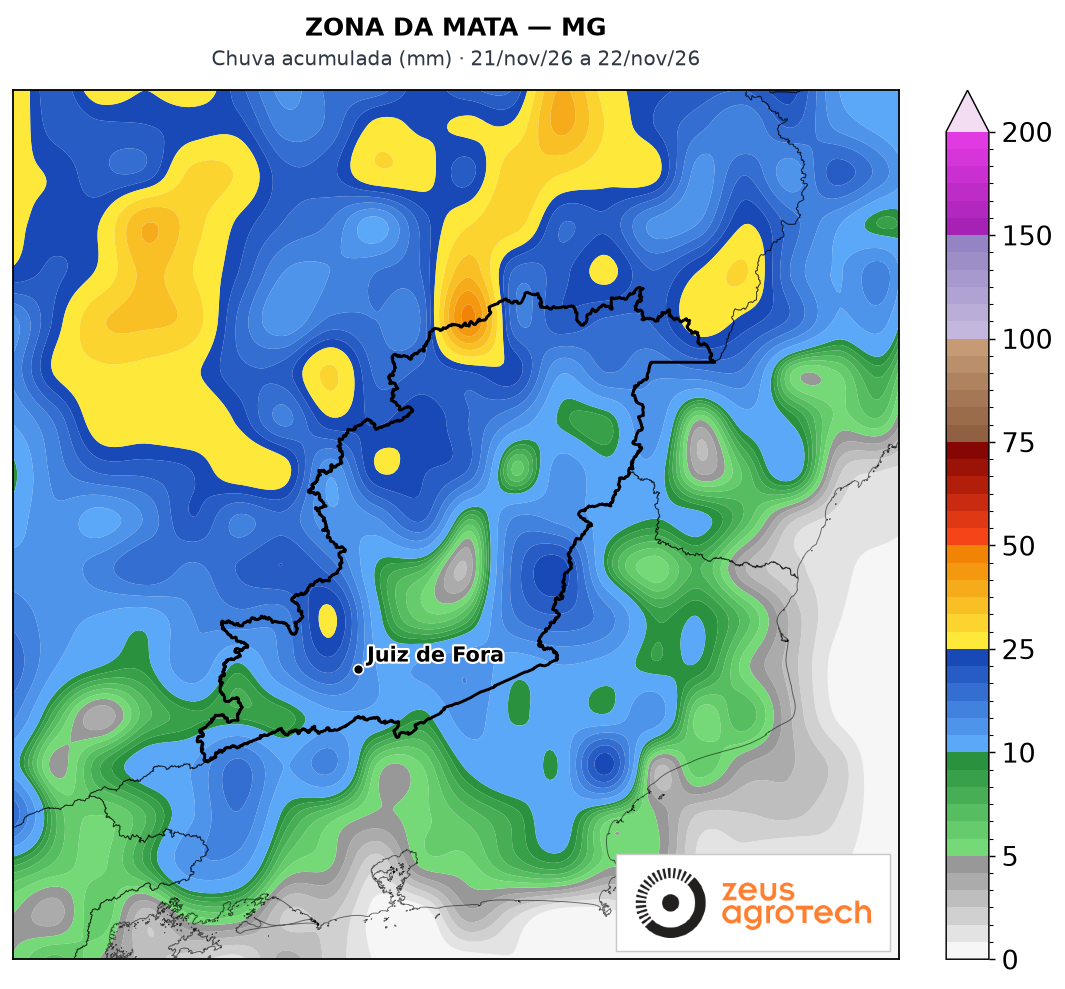 ZONA DA MATA — MG
Chuva acumulada (mm) · 21/nov/26 a 22/nov/26
200
150
100
75
50
25
10
5
0
Juiz de Fora
zeus
agrotech